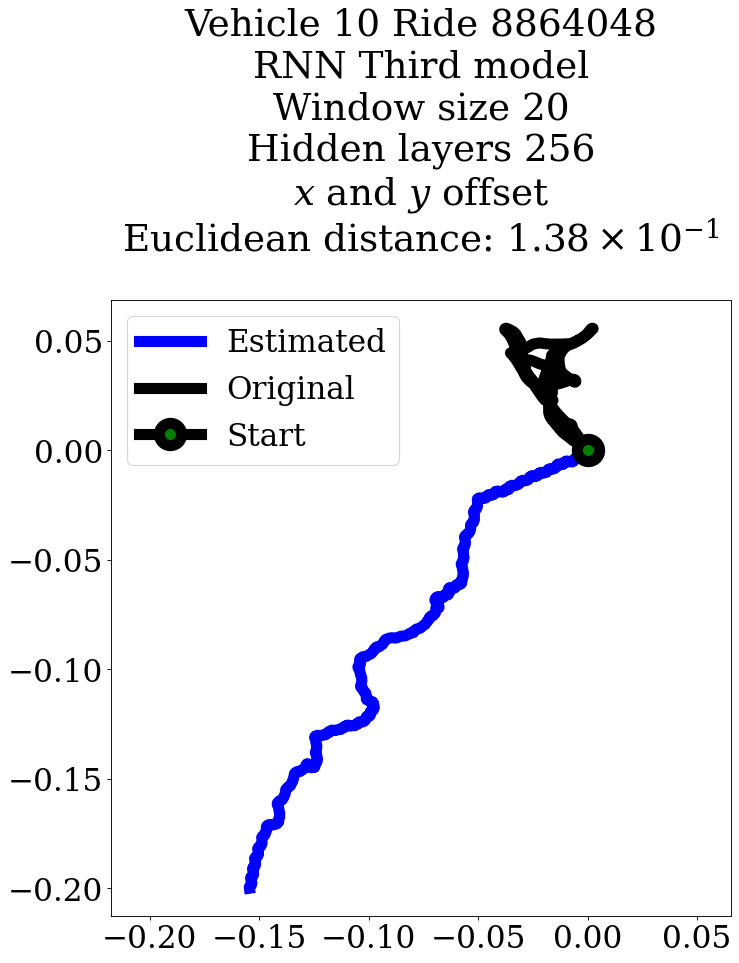 Vehicle 10 Ride 8864048
RNN Third model
Window size 20
Hidden layers 256
x and y offset
Euclidean distance: 1.38 × 10⁻¹
Estimated
Original
Start
0.05
0.00
−0.05
−0.10
−0.15
−0.20
−0.20 −0.15 −0.10 −0.05 0.00 0.05